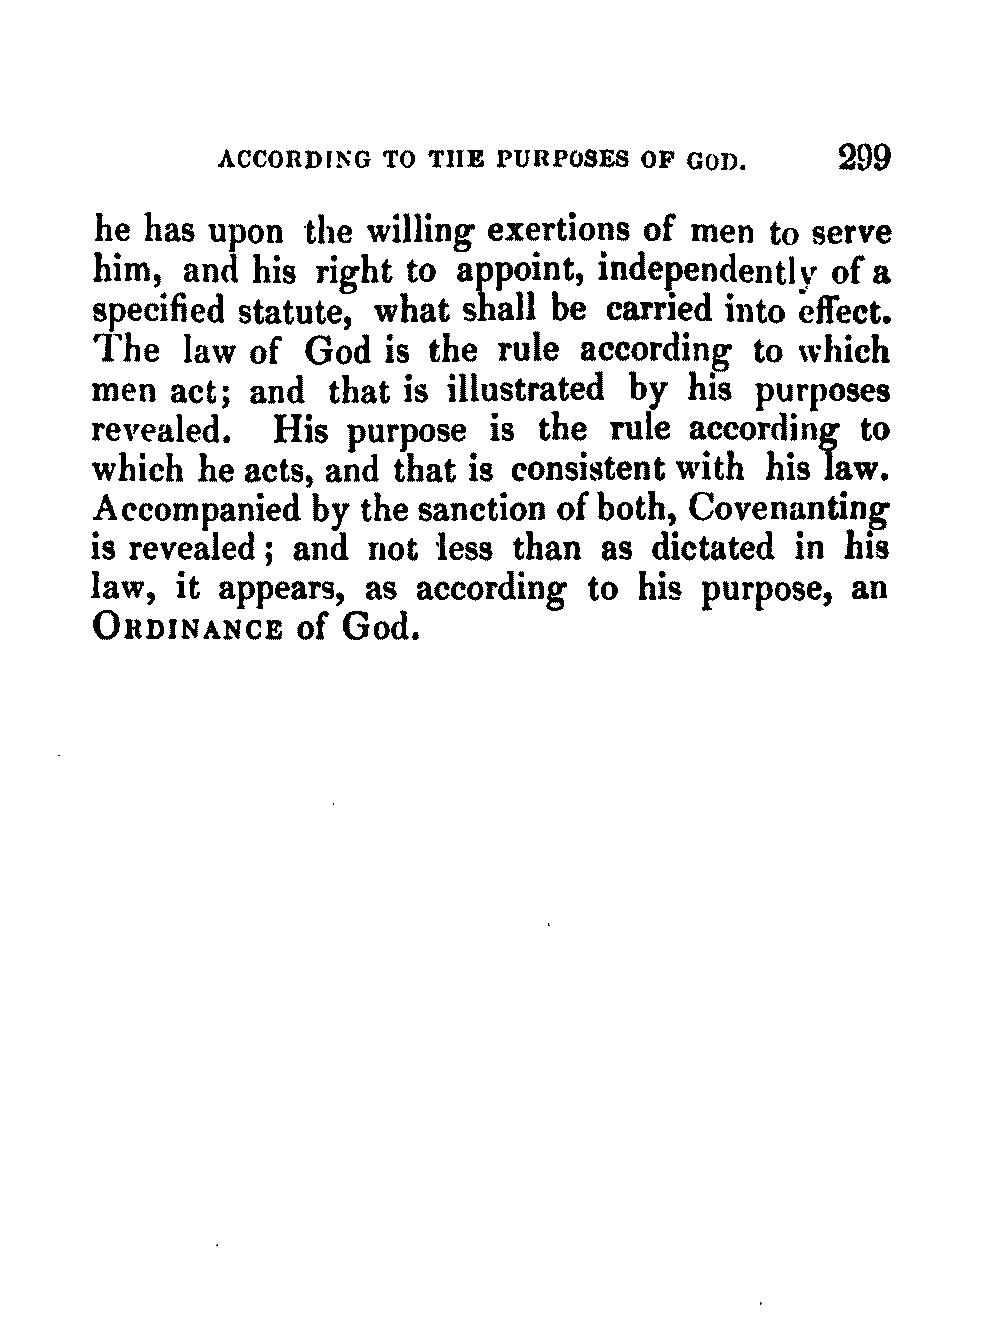 ACCORDING TO THE PURPOSES OF GOD. 299
he has upon the willing exertions of men to serve
him, and his right to appoint, independently of a
specified statute, what shall be carried into effect.
The law of God is the rule according to which
men act; and that is illustrated by his purposes
revealed. His purpose is the rule according to
which he acts, and that is consistent with his law.
Accompanied by the sanction of both, Covenanting
is revealed; and not less than as dictated in his
law, it appears, as according to his purpose, an
ORDINANCE of God.